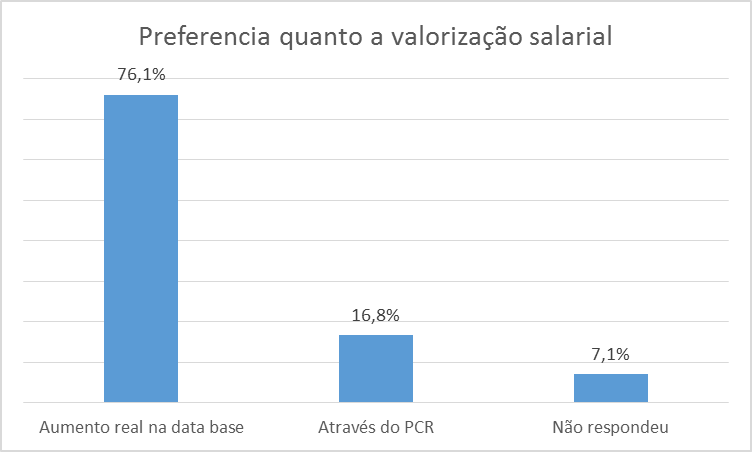 Preferencia quanto a valorização salarial
76,1%
16,8%
7,1%
Aumento real na data base
Através do PCR
Não respondeu